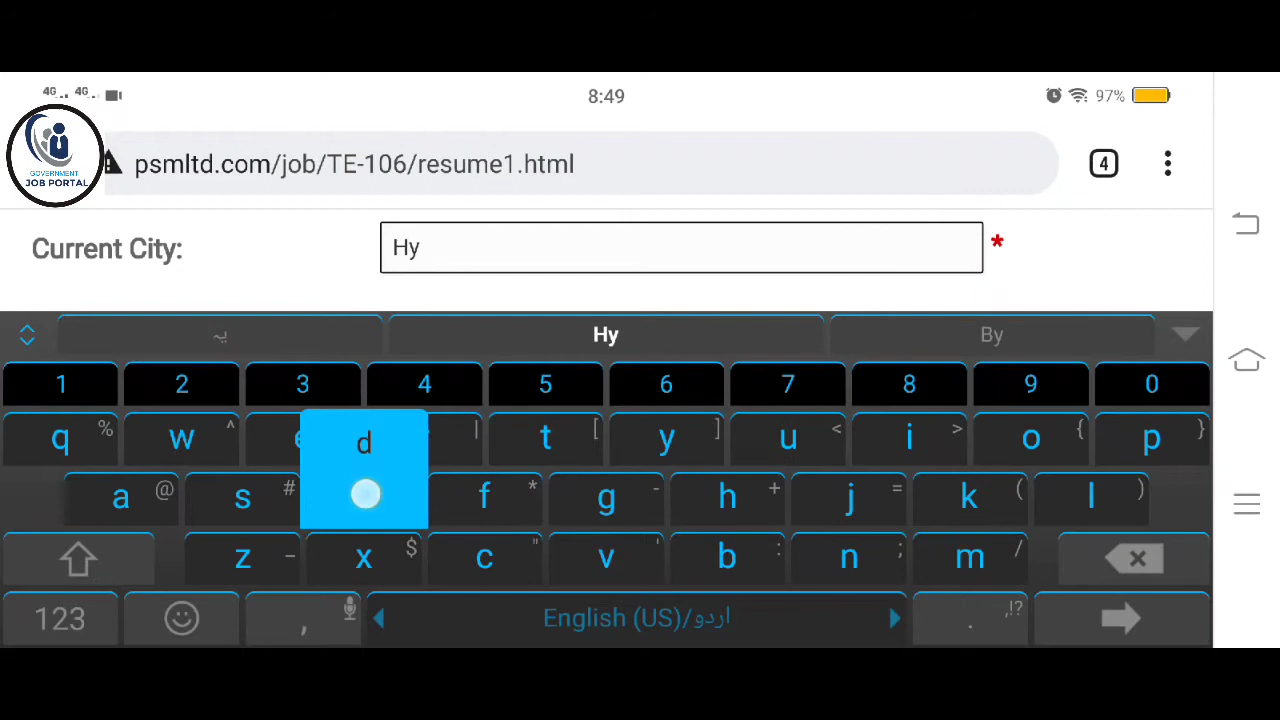 4G 4G 8:49 97%
GOVERNMENT
JOB PORTAL
psmltd.com/job/TE-106/resume1.html 4
Current City: Hy *
یہ Hy By
1 2 3 4 5 6 7 8 9 0
q % w ^ e | t [ y ] u < i > o { p }
d
a @ s # f * g - h + j = k ( l )
z _ x $ c " v ' b : n ; m /
123 , English (US)/اردو . ,!?